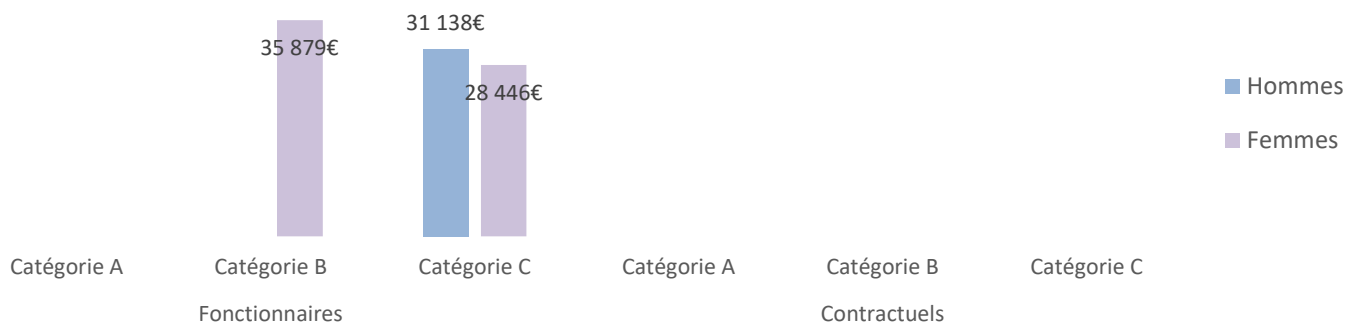 31 138€
35 879€
28 446€
Hommes
Femmes
Catégorie A Catégorie B Catégorie C Catégorie A Catégorie B Catégorie C
Fonctionnaires Contractuels